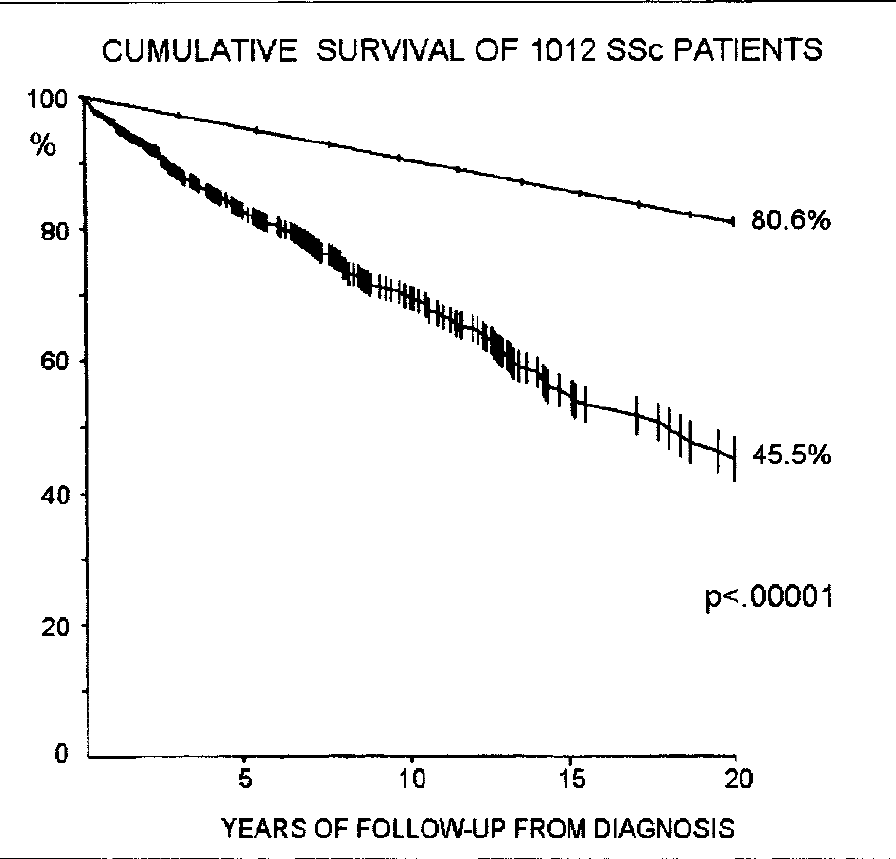 CUMULATIVE SURVIVAL OF 1012 SSc PATIENTS
100
%
80
60
40
20
0
80.6%
45.5%
p<.00001
5 10 15 20
YEARS OF FOLLOW-UP FROM DIAGNOSIS